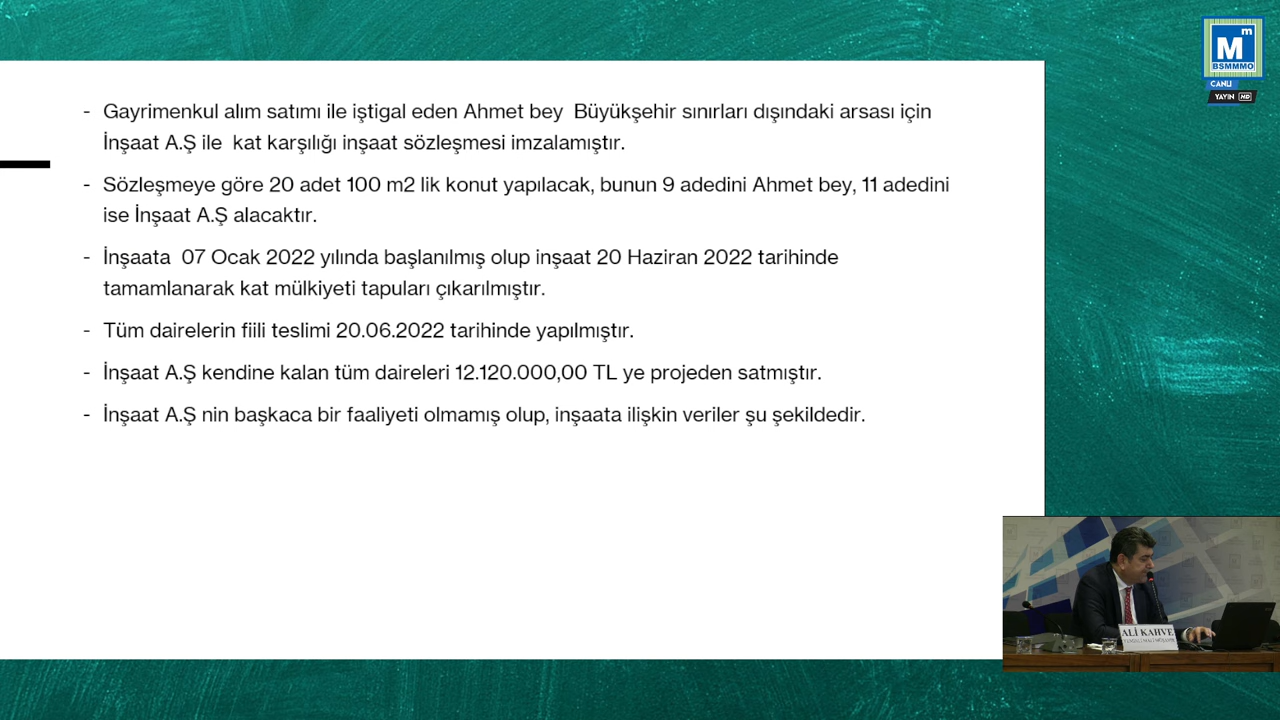 - Gayrimenkul alım satımı ile iştigal eden Ahmet bey  Büyükşehir sınırları dışındaki arsası için
İnşaat A.Ş ile  kat karşılığı inşaat sözleşmesi imzalamıştır.
- Sözleşmeye göre 20 adet 100 m2 lik konut yapılacak, bunun 9 adedini Ahmet bey, 11 adedini
ise İnşaat A.Ş alacaktır.
- İnşaata  07 Ocak 2022 yılında başlanılmış olup inşaat 20 Haziran 2022 tarihinde
tamamlanarak kat mülkiyeti tapuları çıkarılmıştır.
- Tüm dairelerin fiili teslimi 20.06.2022 tarihinde yapılmıştır.
- İnşaat A.Ş kendine kalan tüm daireleri 12.120.000,00 TL ye projeden satmıştır.
- İnşaat A.Ş nin başkaca bir faaliyeti olmamış olup, inşaata ilişkin veriler şu şekildedir.
Mm
BSMMMO
CANLI
YAYIN HD
ALİ KAHVE
YEMİNLİ MALİ MÜŞAVİR